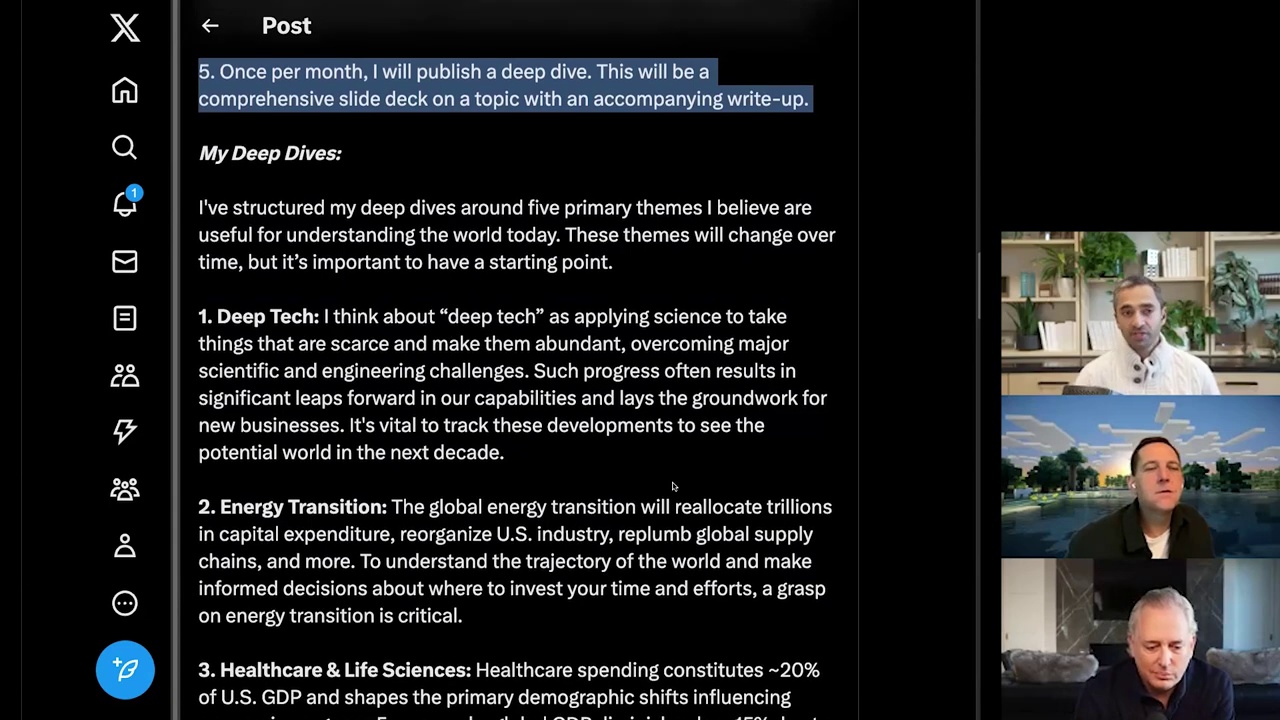 Post
5. Once per month, I will publish a deep dive. This will be a
comprehensive slide deck on a topic with an accompanying write-up.
My Deep Dives:
I've structured my deep dives around five primary themes I believe are
useful for understanding the world today. These themes will change over
time, but it’s important to have a starting point.
1. Deep Tech: I think about “deep tech” as applying science to take
things that are scarce and make them abundant, overcoming major
scientific and engineering challenges. Such progress often results in
significant leaps forward in our capabilities and lays the groundwork for
new businesses. It's vital to track these developments to see the
potential world in the next decade.
2. Energy Transition: The global energy transition will reallocate trillions
in capital expenditure, reorganize U.S. industry, replumb global supply
chains, and more. To understand the trajectory of the world and make
informed decisions about where to invest your time and efforts, a grasp
on energy transition is critical.
3. Healthcare & Life Sciences: Healthcare spending constitutes ~20%
of U.S. GDP and shapes the primary demographic shifts influencing
1